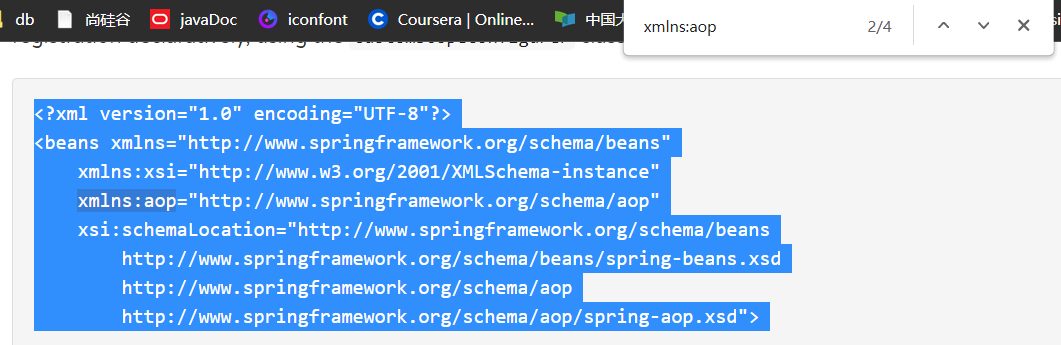 db 尚硅谷 javaDoc iconfont Coursera | Online... 中国大
xmlns:aop 2/4
<?xml version="1.0" encoding="UTF-8"?>
<beans xmlns="http://www.springframework.org/schema/beans"
xmlns:xsi="http://www.w3.org/2001/XMLSchema-instance"
xmlns:aop="http://www.springframework.org/schema/aop"
xsi:schemaLocation="http://www.springframework.org/schema/beans
http://www.springframework.org/schema/beans/spring-beans.xsd
http://www.springframework.org/schema/aop
http://www.springframework.org/schema/aop/spring-aop.xsd">